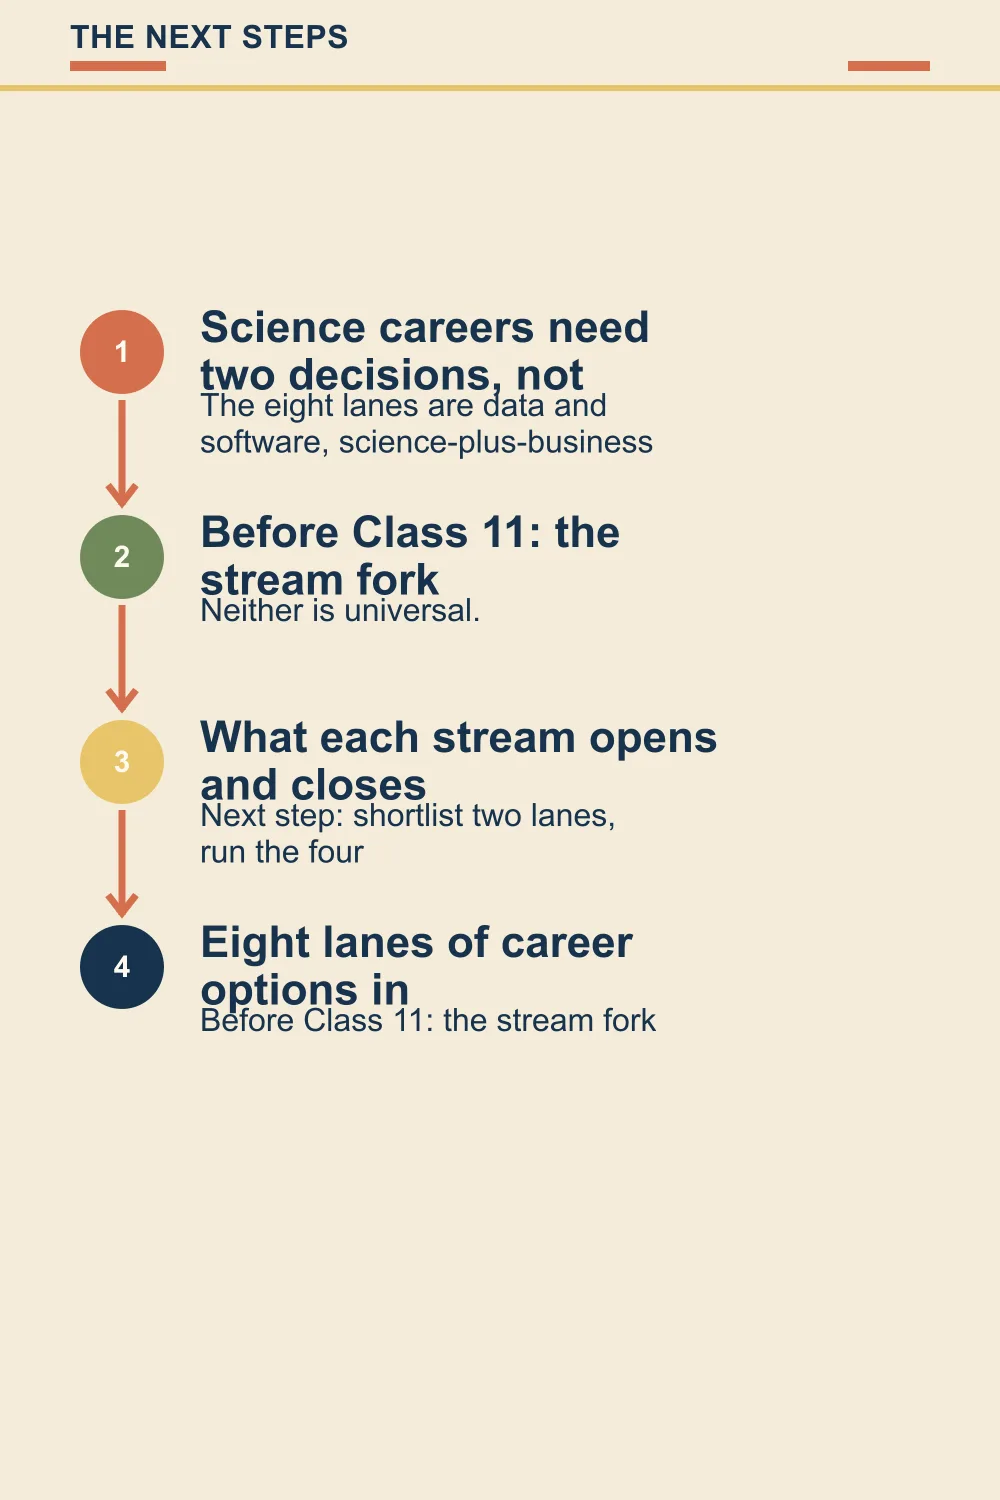 THE NEXT STEPS
1
Science careers need
two decisions, not
The eight lanes are data and
software, science-plus-business
2
Before Class 11: the
stream fork
Neither is universal.
3
What each stream opens
and closes
Next step: shortlist two lanes,
run the four
4
Eight lanes of career
options in
Before Class 11: the stream fork